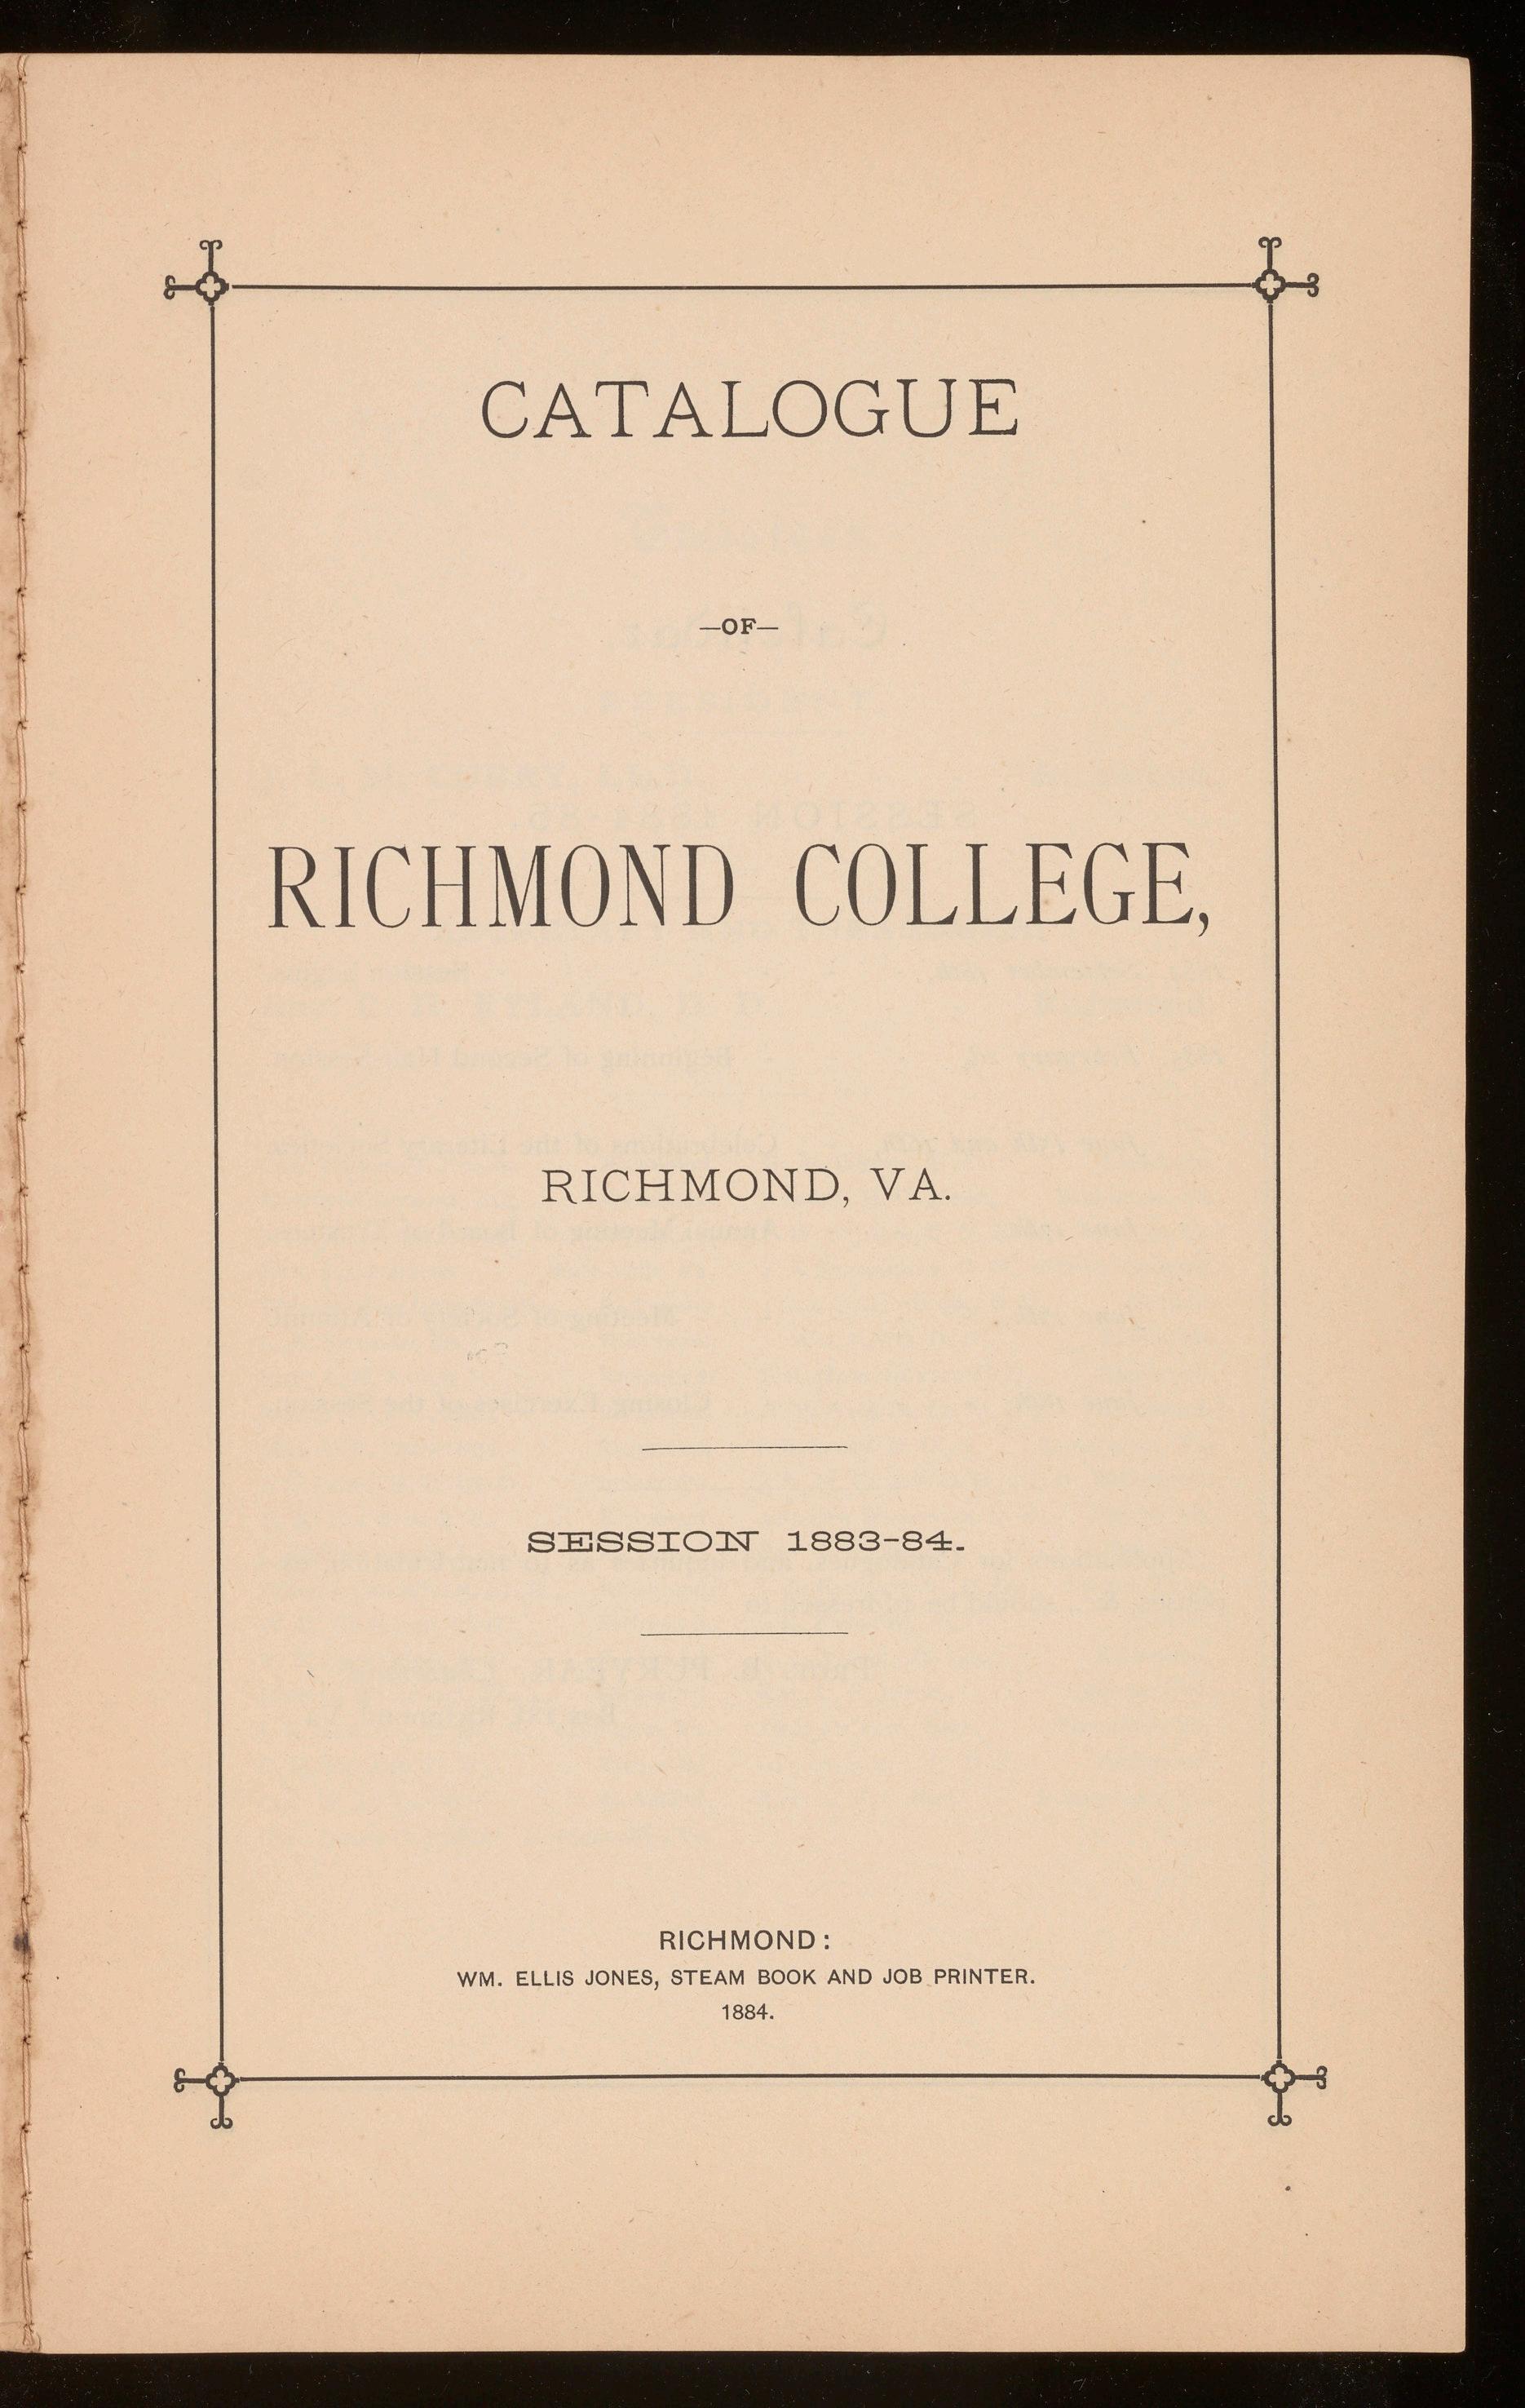 CATALOGUE
—OF—
RICHMOND COLLEGE,
RICHMOND, VA.
SESSION 1883-84.
RICHMOND:
WM. ELLIS JONES, STEAM BOOK AND JOB PRINTER.
1884.